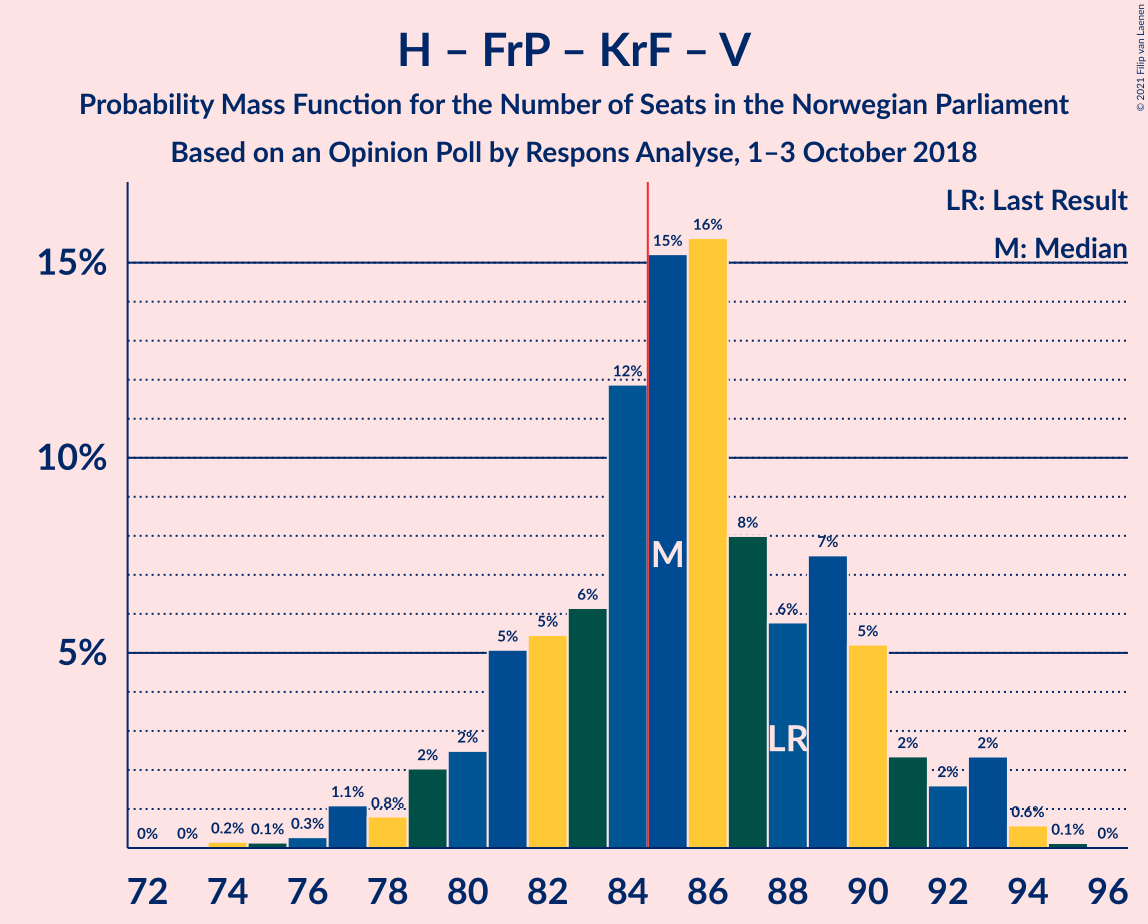 H – FrP – KrF – V
Probability Mass Function for the Number of Seats in the Norwegian Parliament
Based on an Opinion Poll by Respons Analyse, 1–3 October 2018
© 2021 Filip van Laenen
LR: Last Result
M: Median
15%
10%
5%
0% 0% 0.2% 0.1% 0.3% 1.1% 0.8% 2% 2% 5% 5% 6% 12% 15% 16% 8% 6% 7% 5% 2% 2% 2% 0.6% 0.1% 0%
M
LR
72 74 76 78 80 82 84 86 88 90 92 94 96